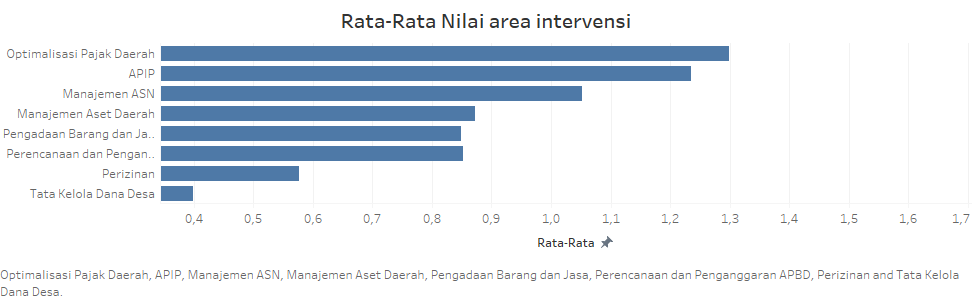 Rata-Rata Nilai area intervensi
Optimalisasi Pajak Daerah
APIP
Manajemen ASN
Manajemen Aset Daerah
Pengadaan Barang dan Ja..
Perencanaan dan Pengan..
Perizinan
Tata Kelola Dana Desa
0,4 0,5 0,6 0,7 0,8 0,9 1,0 1,1 1,2 1,3 1,4 1,5 1,6 1,7
Rata-Rata
Optimalisasi Pajak Daerah, APIP, Manajemen ASN, Manajemen Aset Daerah, Pengadaan Barang dan Jasa, Perencanaan dan Penganggaran APBD, Perizinan and Tata Kelola
Dana Desa.